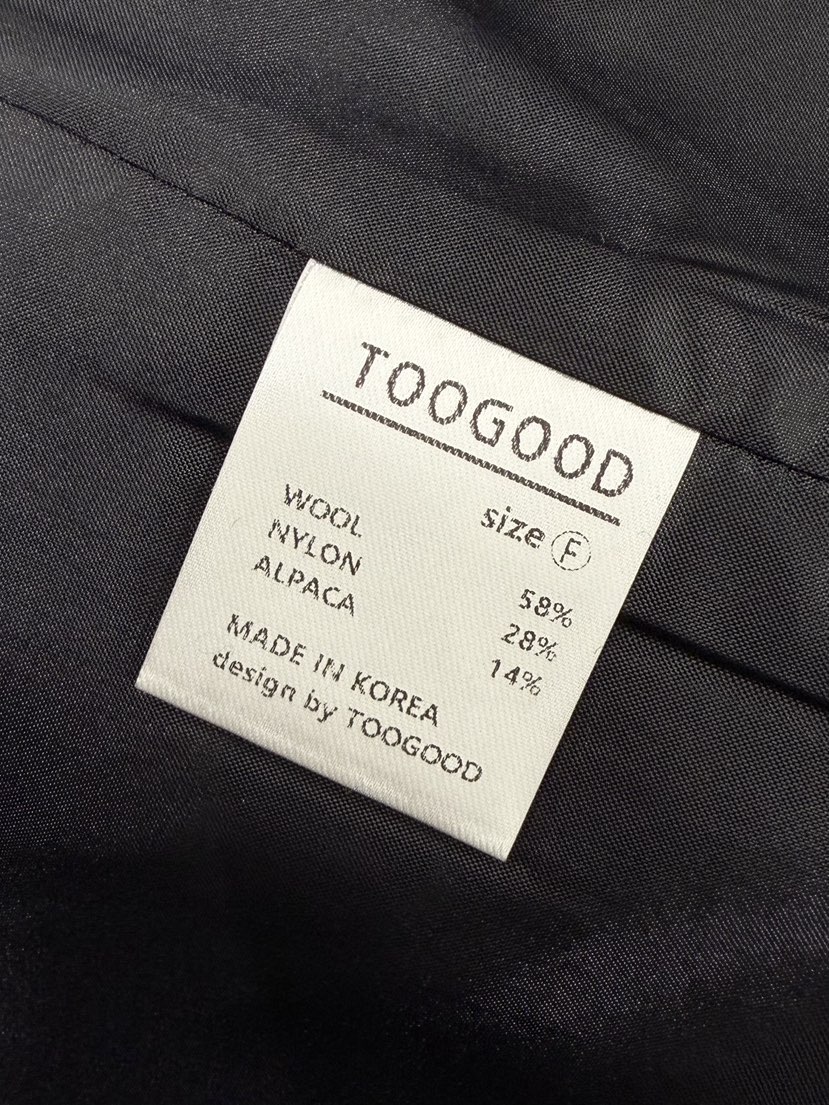 TOOGOOD
size F
WOOL 58%
NYLON 28%
ALPACA 14%
MADE IN KOREA
design by TOOGOOD